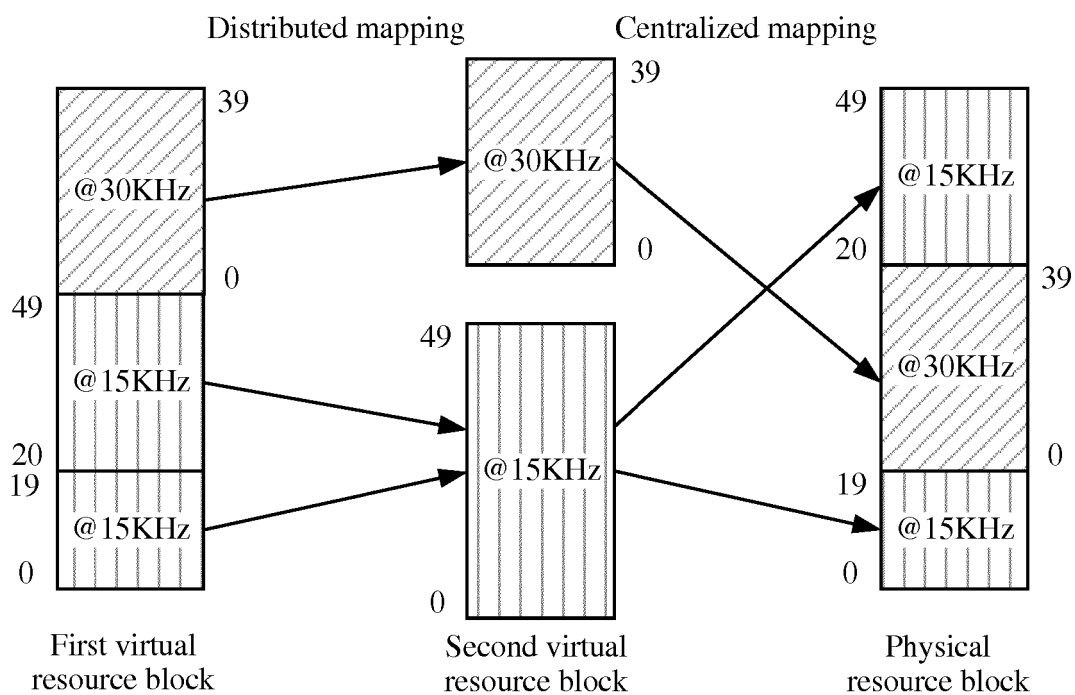 Distributed mapping
Centralized mapping
39
@30KHz
0
49
@15KHz
20
19
@15KHz
0
First virtual
resource block
39
@30KHz
0
49
@15KHz
0
Second virtual
resource block
49
@15KHz
20
39
@30KHz
0
19
@15KHz
0
Physical
resource block